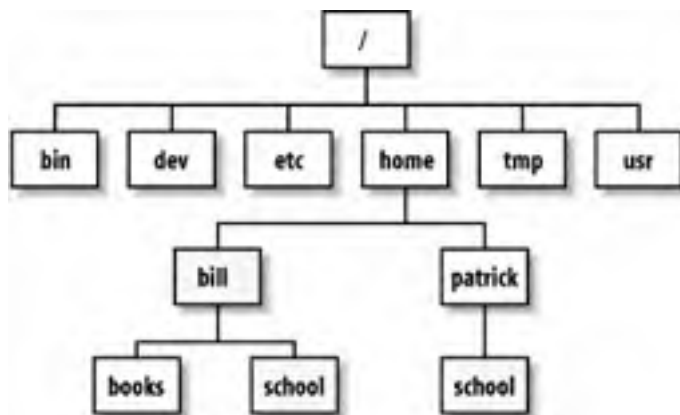 /
bin dev etc home tmp usr
bill patrick
books school school